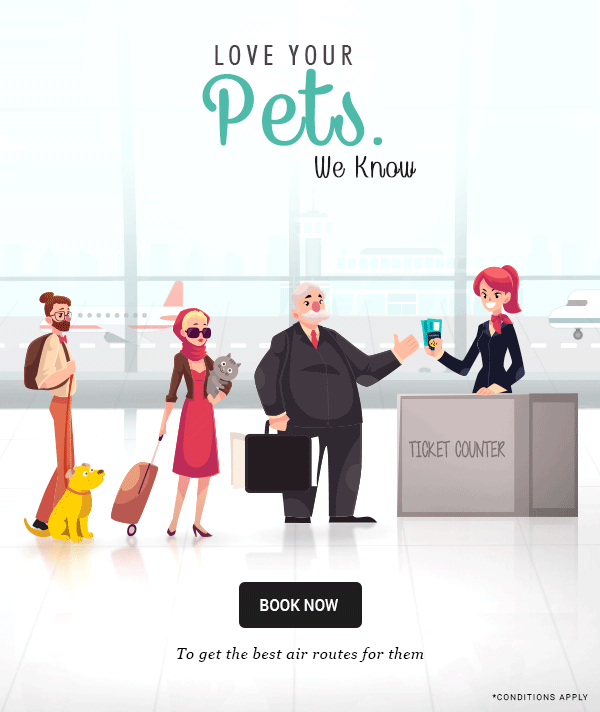 LOVE YOUR
Pets.
We Know
TICKET COUNTER
BOOK NOW
To get the best air routes for them
*CONDITIONS APPLY